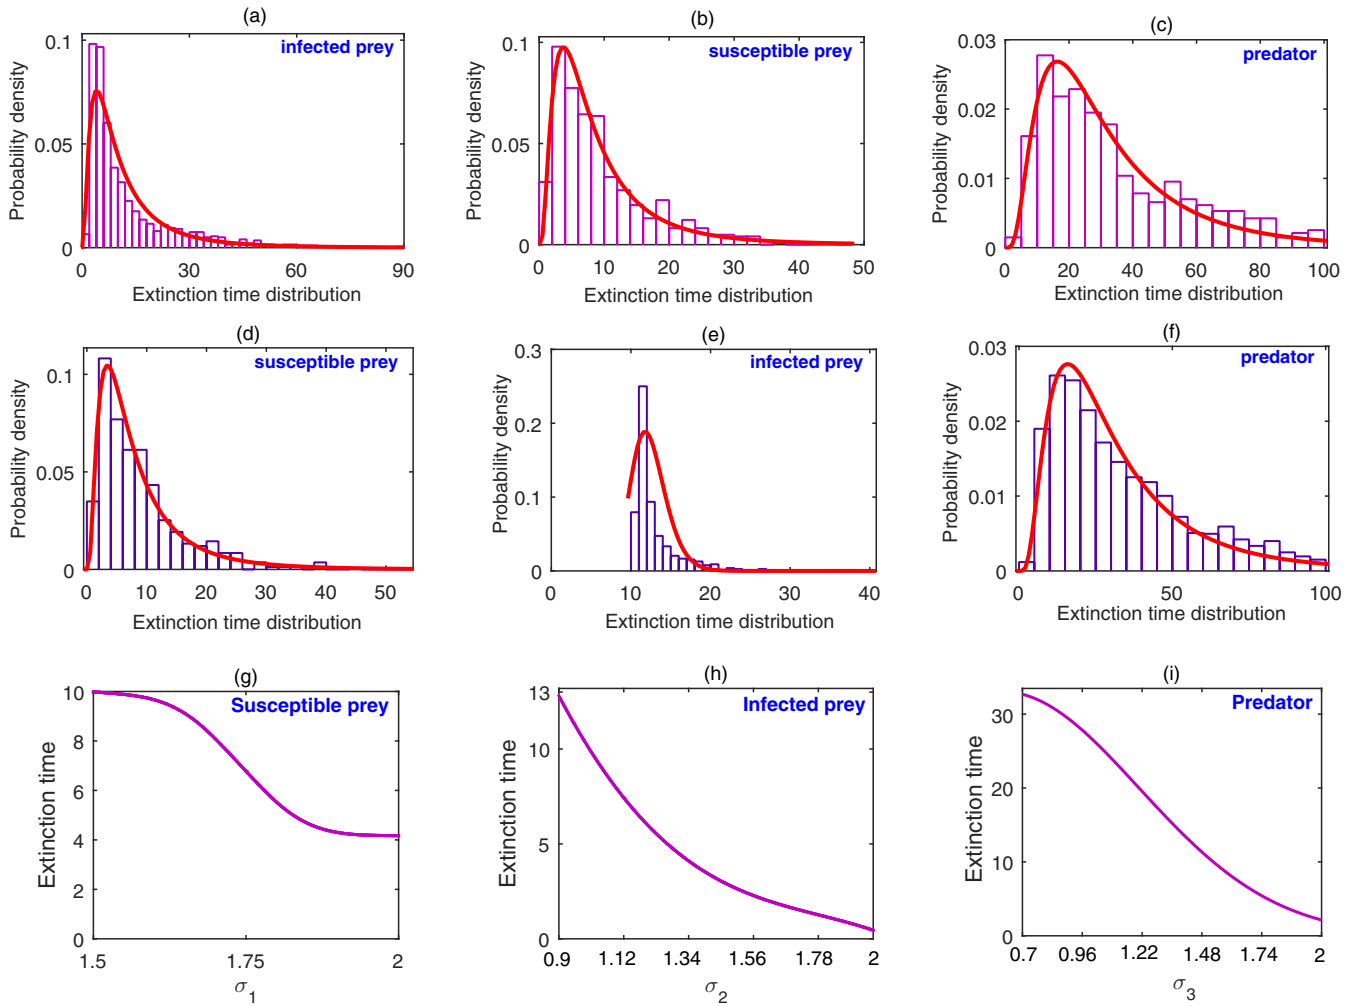 (a)
infected prey
Probability density
0.1
0.05
0
0
30
60
90
Extinction time distribution
(b)
susceptible prey
Probability density
0.1
0.05
0
0
10
20
30
40
50
Extinction time distribution
(c)
predator
Probability density
0.03
0.02
0.01
0
0
20
40
60
80
100
Extinction time distribution
(d)
susceptible prey
Probability density
0.1
0.05
0
0
10
20
30
40
50
Extinction time distribution
(e)
infected prey
Probability density
0.3
0.2
0.1
0
0
10
20
30
40
Extinction time distribution
(f)
predator
Probability density
0.03
0.02
0.01
0
0
50
100
Extinction time distribution
(g)
Susceptible prey
Extinction time
10
8
6
4
2
0
1.5
1.75
2
σ1
(h)
Infected prey
Extinction time
13
10
5
0
0.9
1.12
1.34
1.56
1.78
2
σ2
(i)
Predator
Extinction time
30
20
10
0
0.7
0.96
1.22
1.48
1.74
2
σ3